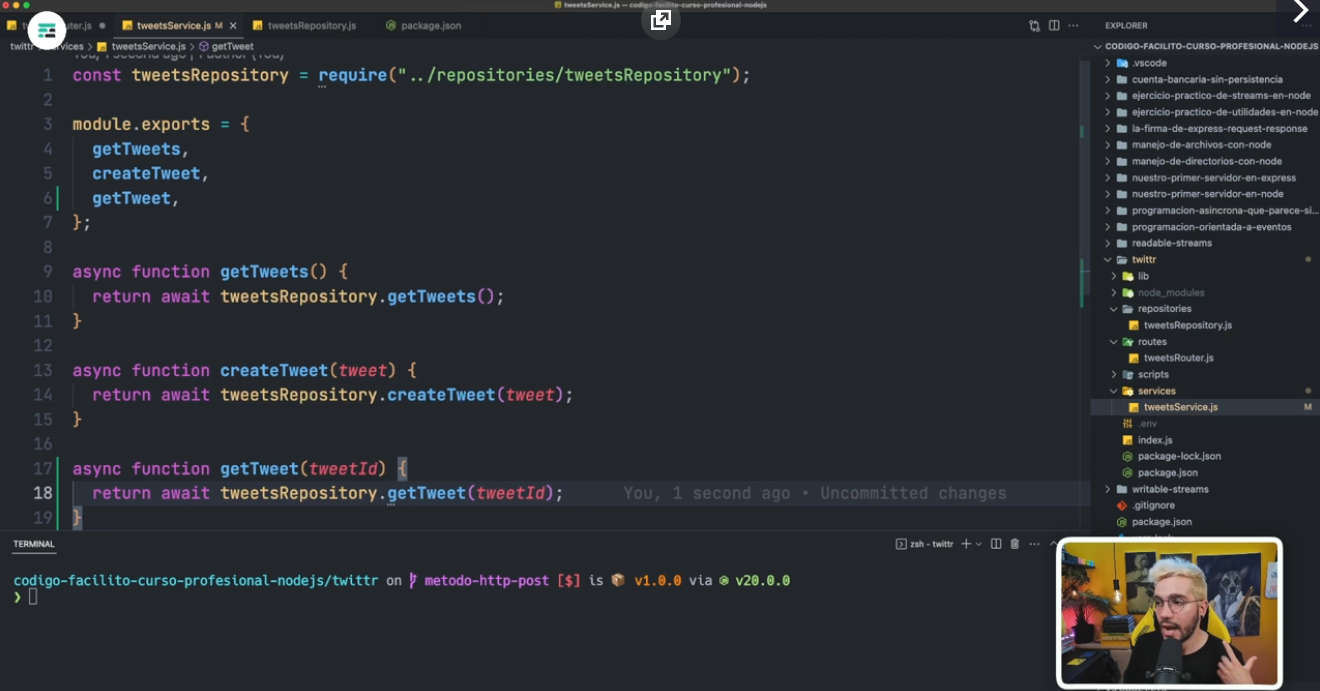 tweetsService.js — codigo-facilito-curso-profesional-nodejs
uter.js
tweetsService.js M
tweetsRepository.js
package.json
twittr > services > tweetsService.js > getTweet
You, 1 second ago | 1 author (You)
1 const tweetsRepository = require("../repositories/tweetsRepository");
2
3 module.exports = {
4 getTweets,
5 createTweet,
6 getTweet,
7 };
8
9 async function getTweets() {
10 return await tweetsRepository.getTweets();
11 }
12
13 async function createTweet(tweet) {
14 return await tweetsRepository.createTweet(tweet);
15 }
16
17 async function getTweet(tweetId) {
18 return await tweetsRepository.getTweet(tweetId); You, 1 second ago • Uncommitted changes
19 }
TERMINAL
zsh - twittr
codigo-facilito-curso-profesional-nodejs/twittr on metodo-http-post [$] is 📦 v1.0.0 via v20.0.0
❯
EXPLORER
CODIGO-FACILITO-CURSO-PROFESIONAL-NODEJS
.vscode
cuenta-bancaria-sin-persistencia
ejercicio-practico-de-streams-en-node
ejercicio-practico-de-utilidades-en-node
la-firma-de-express-request-response
manejo-de-archivos-con-node
manejo-de-directorios-con-node
nuestro-primer-servidor-en-express
nuestro-primer-servidor-en-node
programacion-asincrona-que-parece-si...
programacion-orientada-a-eventos
readable-streams
twittr
lib
node_modules
repositories
tweetsRepository.js
routes
tweetsRouter.js
scripts
services
tweetsService.js M
.env
index.js
package-lock.json
package.json
writable-streams
.gitignore
package.json